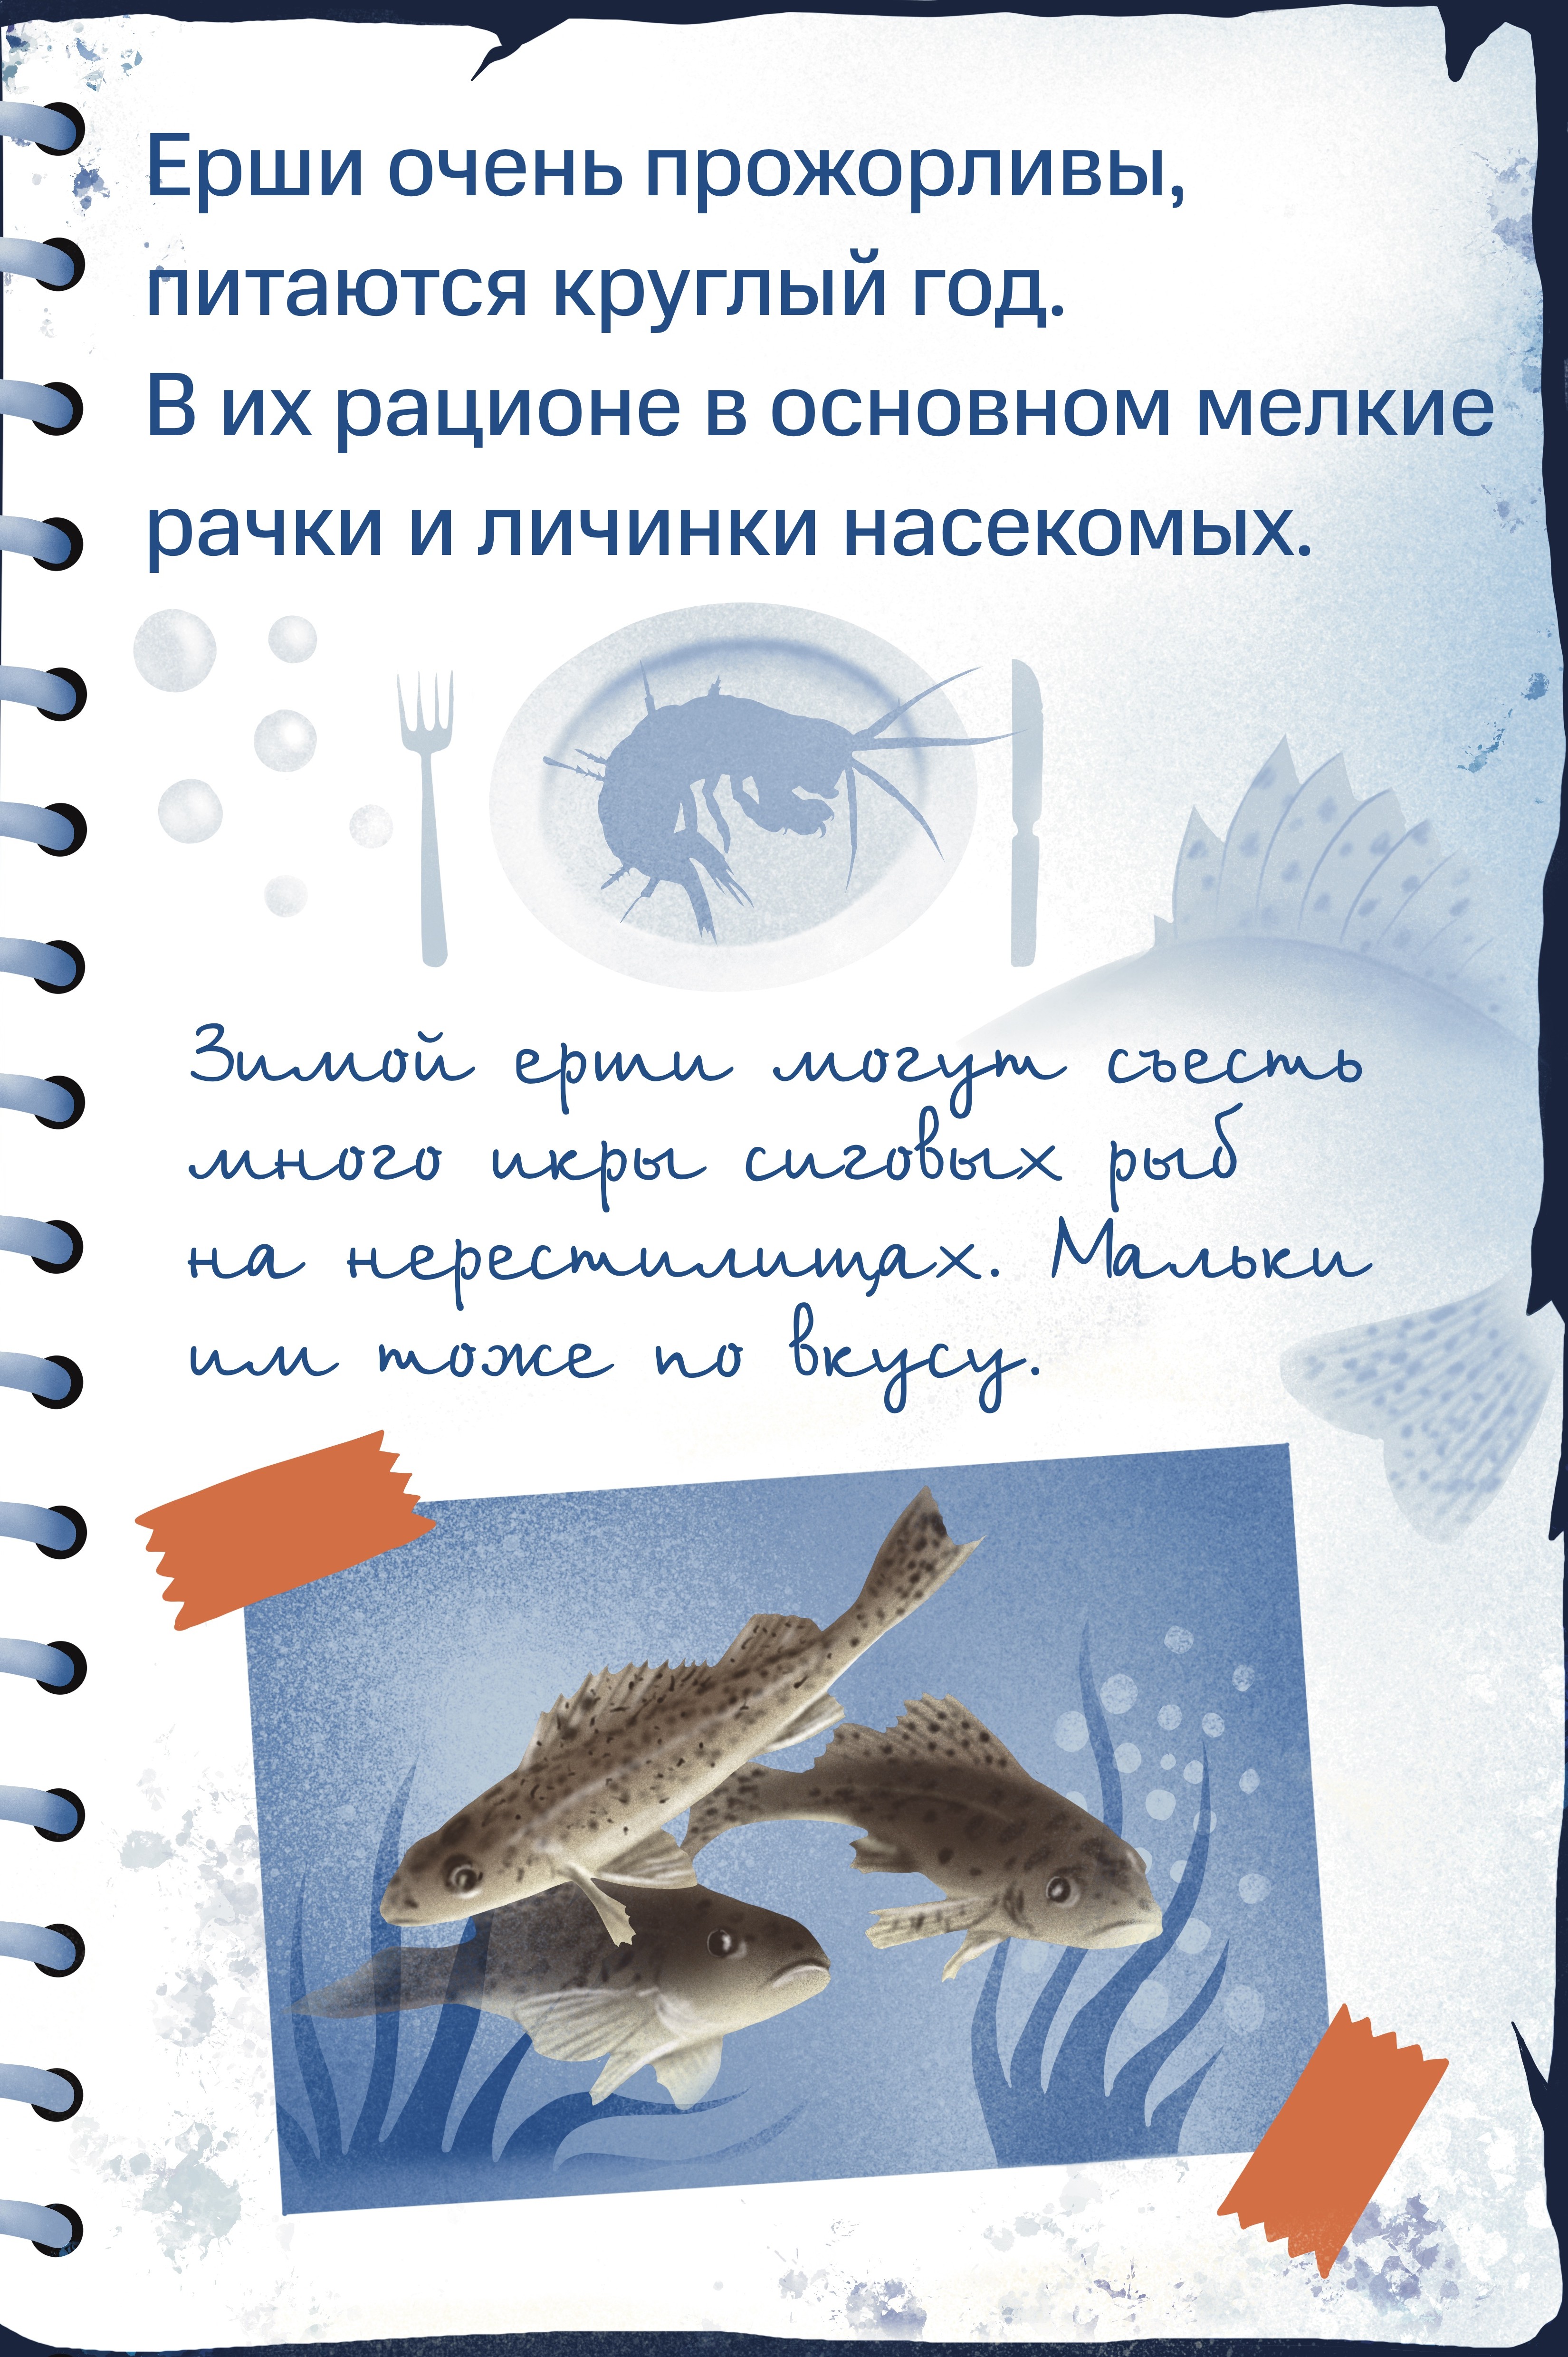 Ерши очень прожорливы,
питаются круглый год.
В их рационе в основном мелкие
рачки и личинки насекомых.
Зимой ерши могут съесть
много икры сиговых рыб
на нерестилищах. Мальки
им тоже по вкусу.